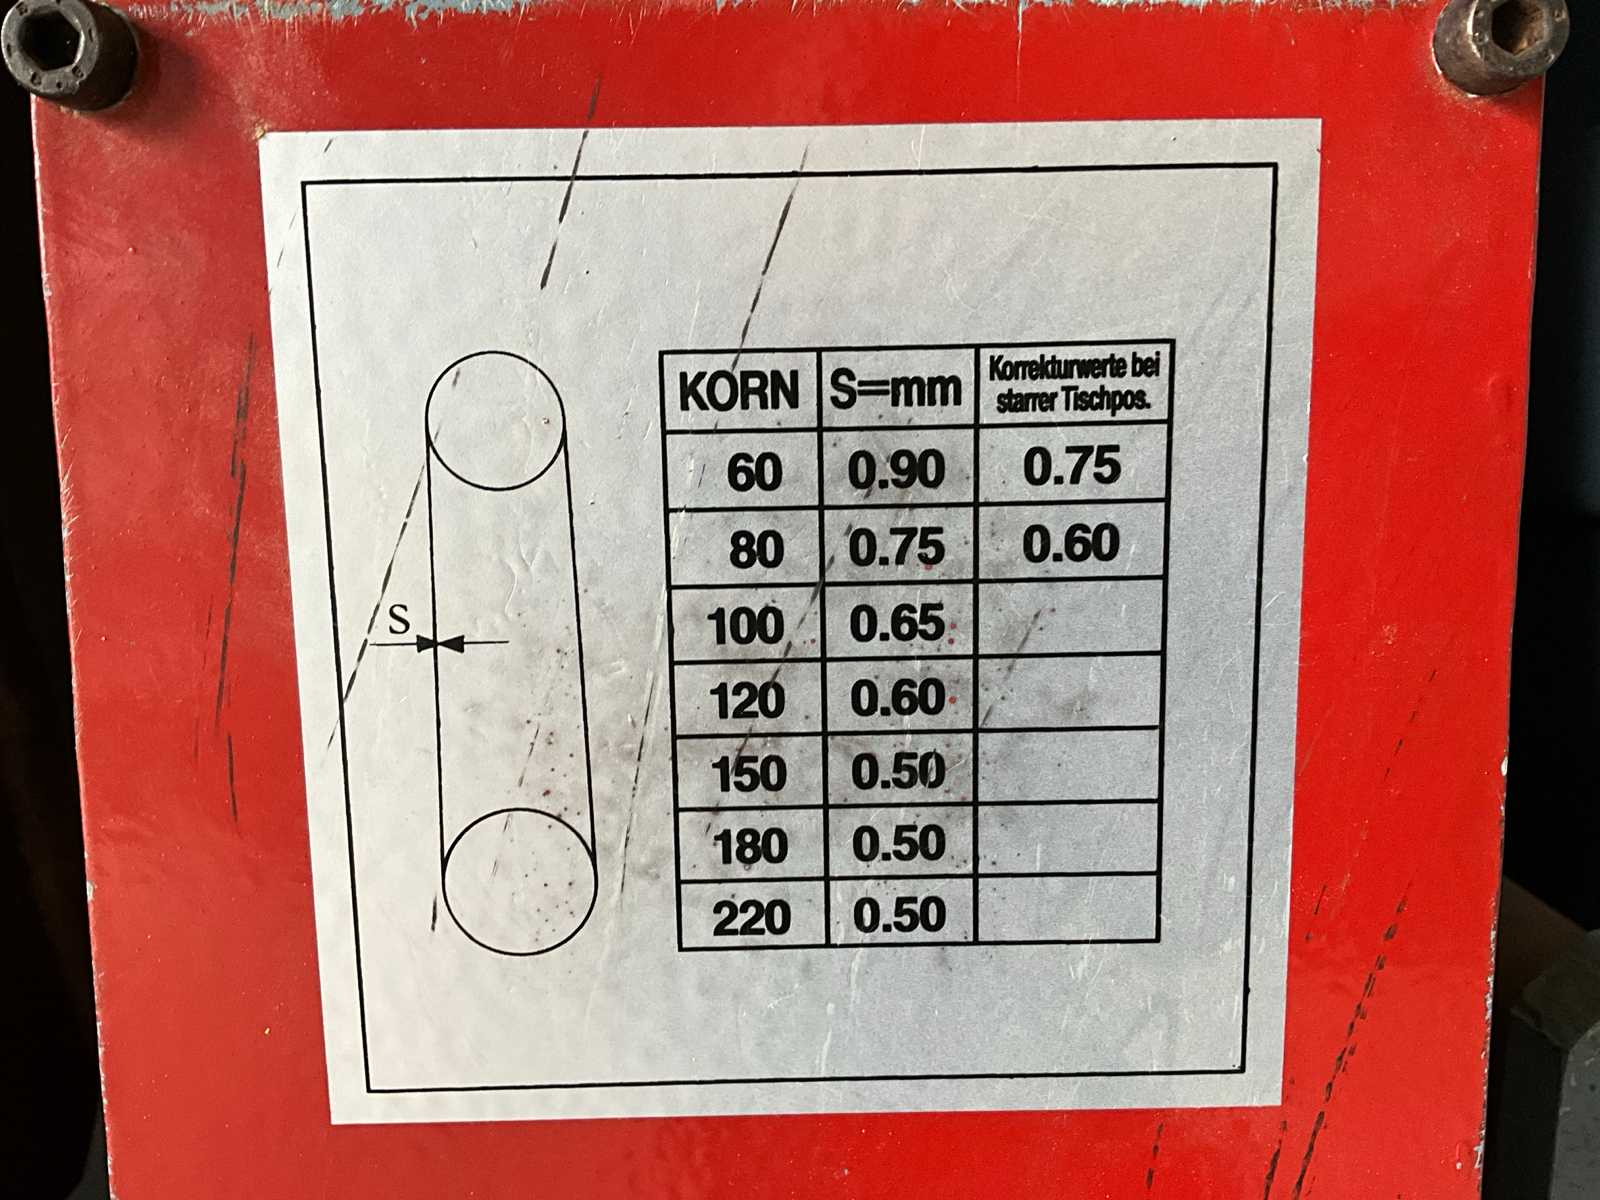 KORN S=mm Korrekturwerte bei
starrer Tischpos.
60 0.90 0.75
80 0.75 0.60
S
100 0.65
120 0.60
150 0.50
180 0.50
220 0.50